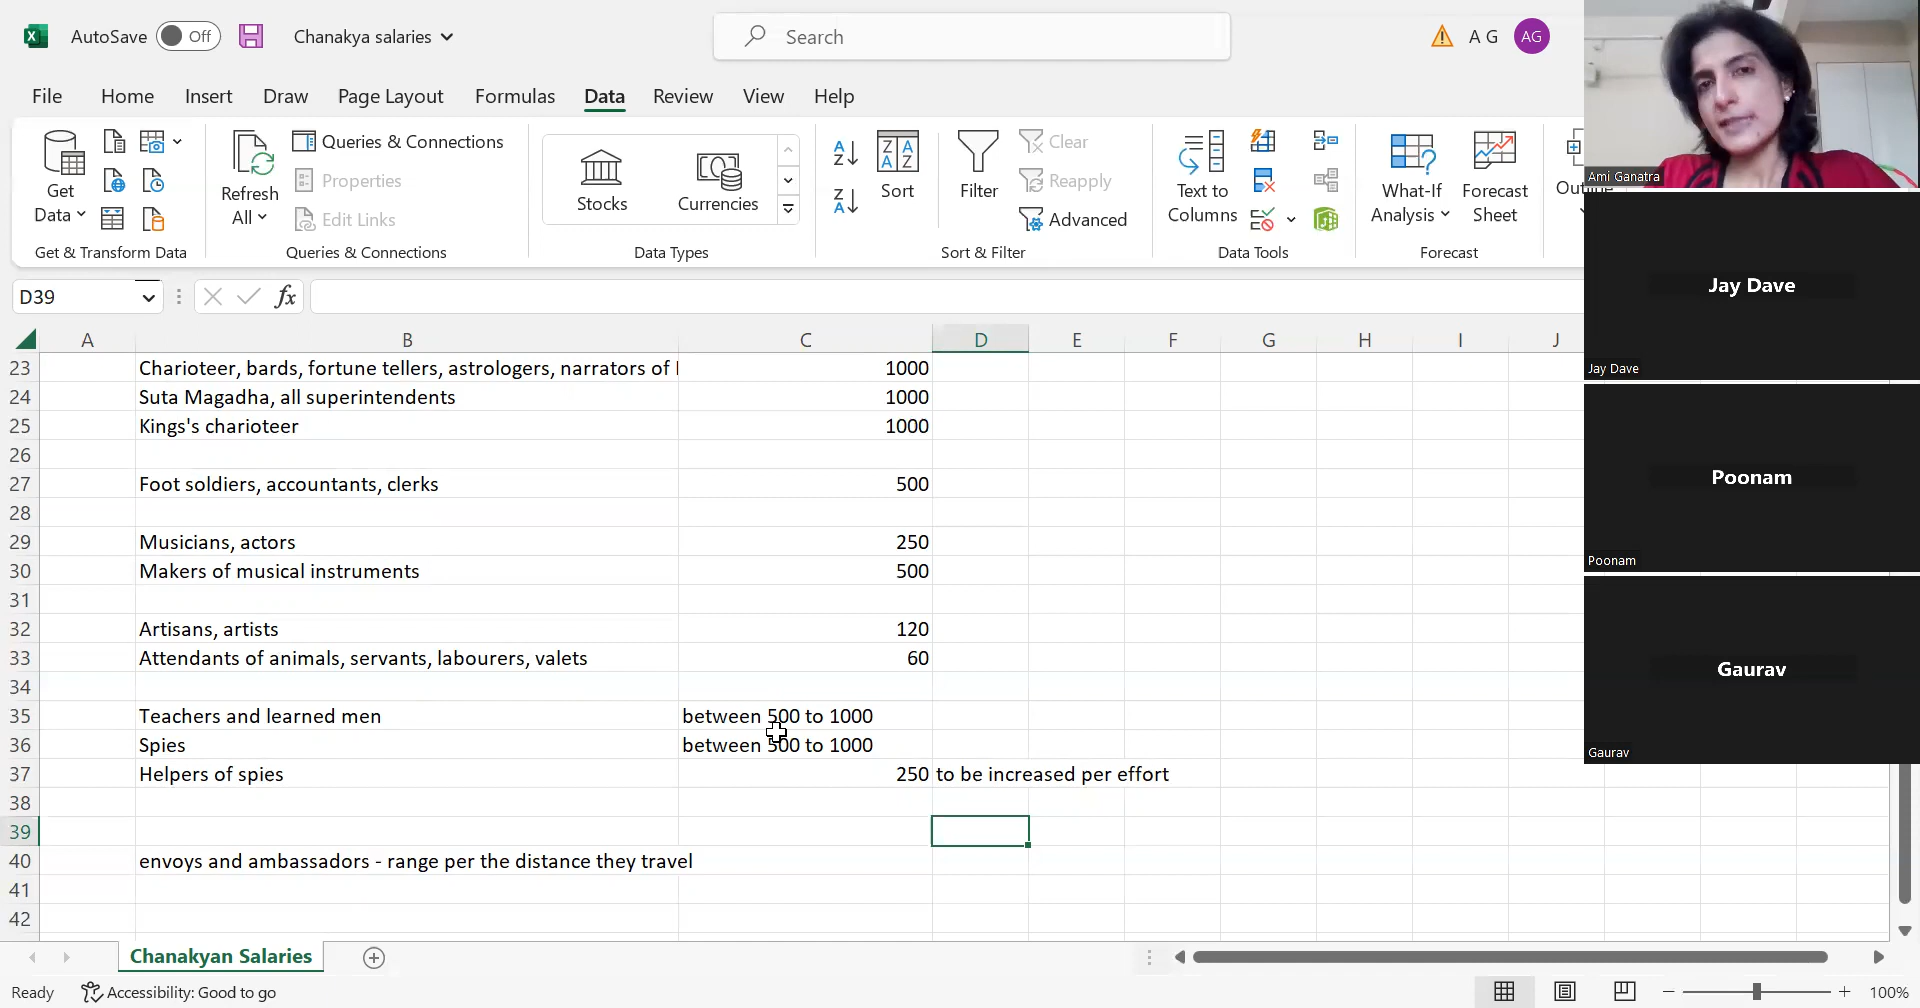 AutoSave Off Chanakya salaries Search A G AG
File Home Insert Draw Page Layout Formulas Data Review View Help
Get Data
Refresh All
Queries & Connections
Properties
Edit Links
Stocks
Currencies
Sort
Filter
Clear
Reapply
Advanced
Text to Columns
What-If Analysis
Forecast Sheet
Get & Transform Data Queries & Connections Data Types Sort & Filter Data Tools Forecast
D39 fx
A B C D E F G H I J
23 Charioteer, bards, fortune tellers, astrologers, narrators of 1000
24 Suta Magadha, all superintendents 1000
25 Kings's charioteer 1000
26
27 Foot soldiers, accountants, clerks 500
28
29 Musicians, actors 250
30 Makers of musical instruments 500
31
32 Artisans, artists 120
33 Attendants of animals, servants, labourers, valets 60
34
35 Teachers and learned men between 500 to 1000
36 Spies between 500 to 1000
37 Helpers of spies 250 to be increased per effort
38
39
40 envoys and ambassadors - range per the distance they travel
41
42
Chanakyan Salaries
Ready Accessibility: Good to go 100%
Ami Ganatra
Jay Dave
Jay Dave
Poonam
Poonam
Gaurav
Gaurav